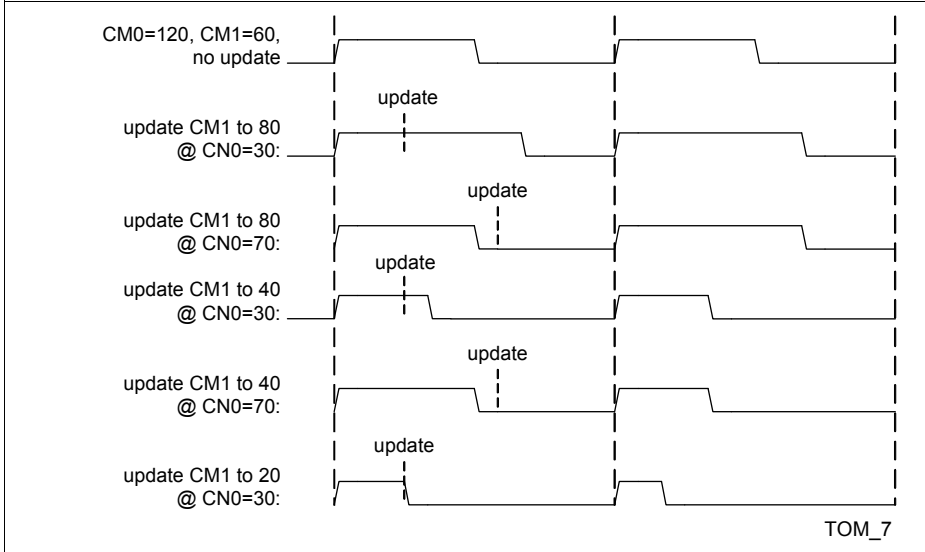 CM0=120, CM1=60,
no update
update
update CM1 to 80
@ CN0=30:
update
update CM1 to 80
@ CN0=70:
update
update CM1 to 40
@ CN0=30:
update
update CM1 to 40
@ CN0=70:
update
update CM1 to 20
@ CN0=30:
TOM_7